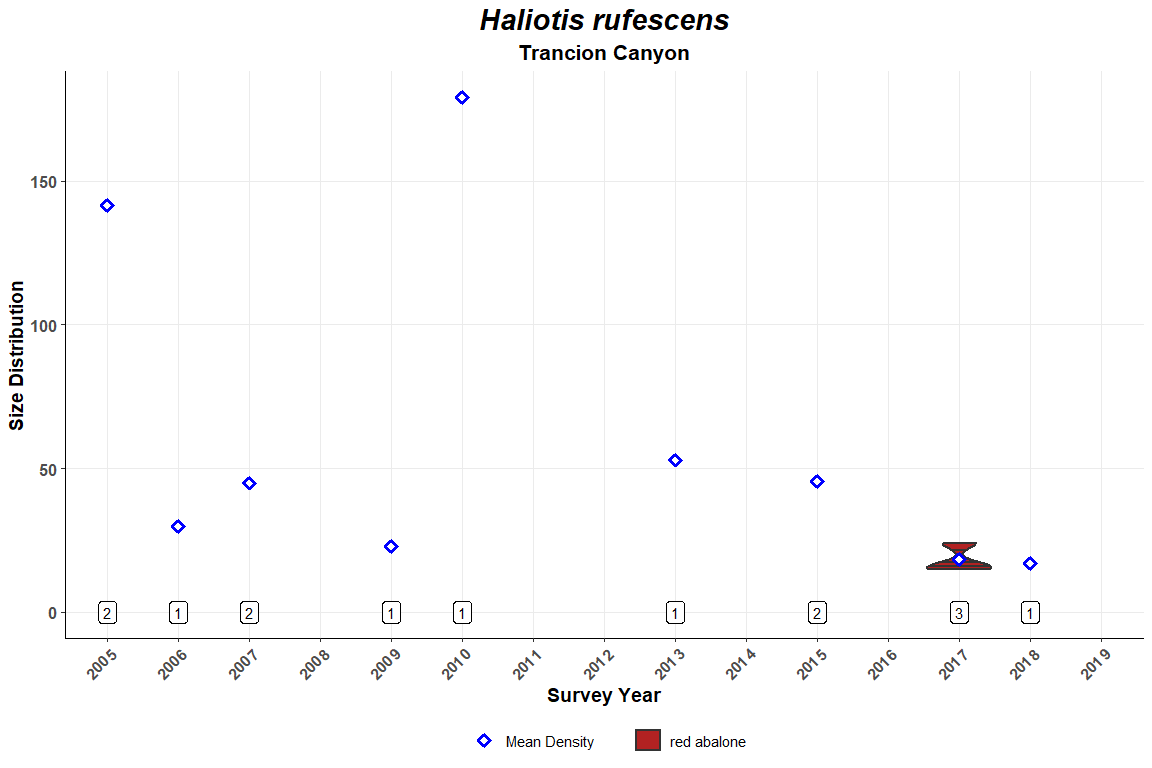 Haliotis rufescens
Trancion Canyon
Size Distribution
150
100
50
0
2 1 2 1 1 1 2 3 1
2005 2006 2007 2008 2009 2010 2011 2012 2013 2014 2015 2016 2017 2018 2019
Survey Year
Mean Density red abalone